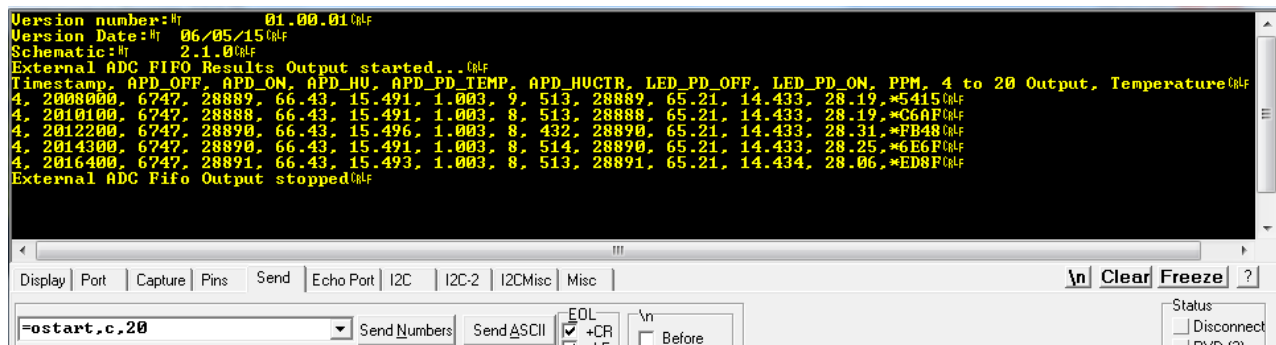 Version number:HT 01.00.01CRLF
Version Date:HT 06/05/15CRLF
Schematic:HT 2.1.0CRLF
External ADC FIFO Results Output started...CRLF
Timestamp, APD_OFF, APD_ON, APD_HV, APD_PD_TEMP, APD_HVCTR, LED_PD_OFF, LED_PD_ON, PPM, 4 to 20 Output, TemperatureCRLF
4, 2008000, 6747, 28889, 66.43, 15.491, 1.003, 9, 513, 28889, 65.21, 14.433, 28.19,*5415CRLF
4, 2010100, 6747, 28888, 66.43, 15.491, 1.003, 8, 513, 28888, 65.21, 14.433, 28.19,*C6AFCRLF
4, 2012200, 6747, 28890, 66.43, 15.496, 1.003, 8, 432, 28890, 65.21, 14.433, 28.31,*FB48CRLF
4, 2014300, 6747, 28890, 66.43, 15.491, 1.003, 8, 514, 28890, 65.21, 14.433, 28.25,*6E6FCRLF
4, 2016400, 6747, 28891, 66.43, 15.493, 1.003, 8, 513, 28891, 65.21, 14.434, 28.06,*ED8FCRLF
External ADC Fifo Output stoppedCRLF
Display Port Capture Pins Send Echo Port I2C I2C-2 I2CMisc Misc \n Clear Freeze ?
=ostart,c,20 Send Numbers Send ASCII EOL +CR \n Before Status Disconnect